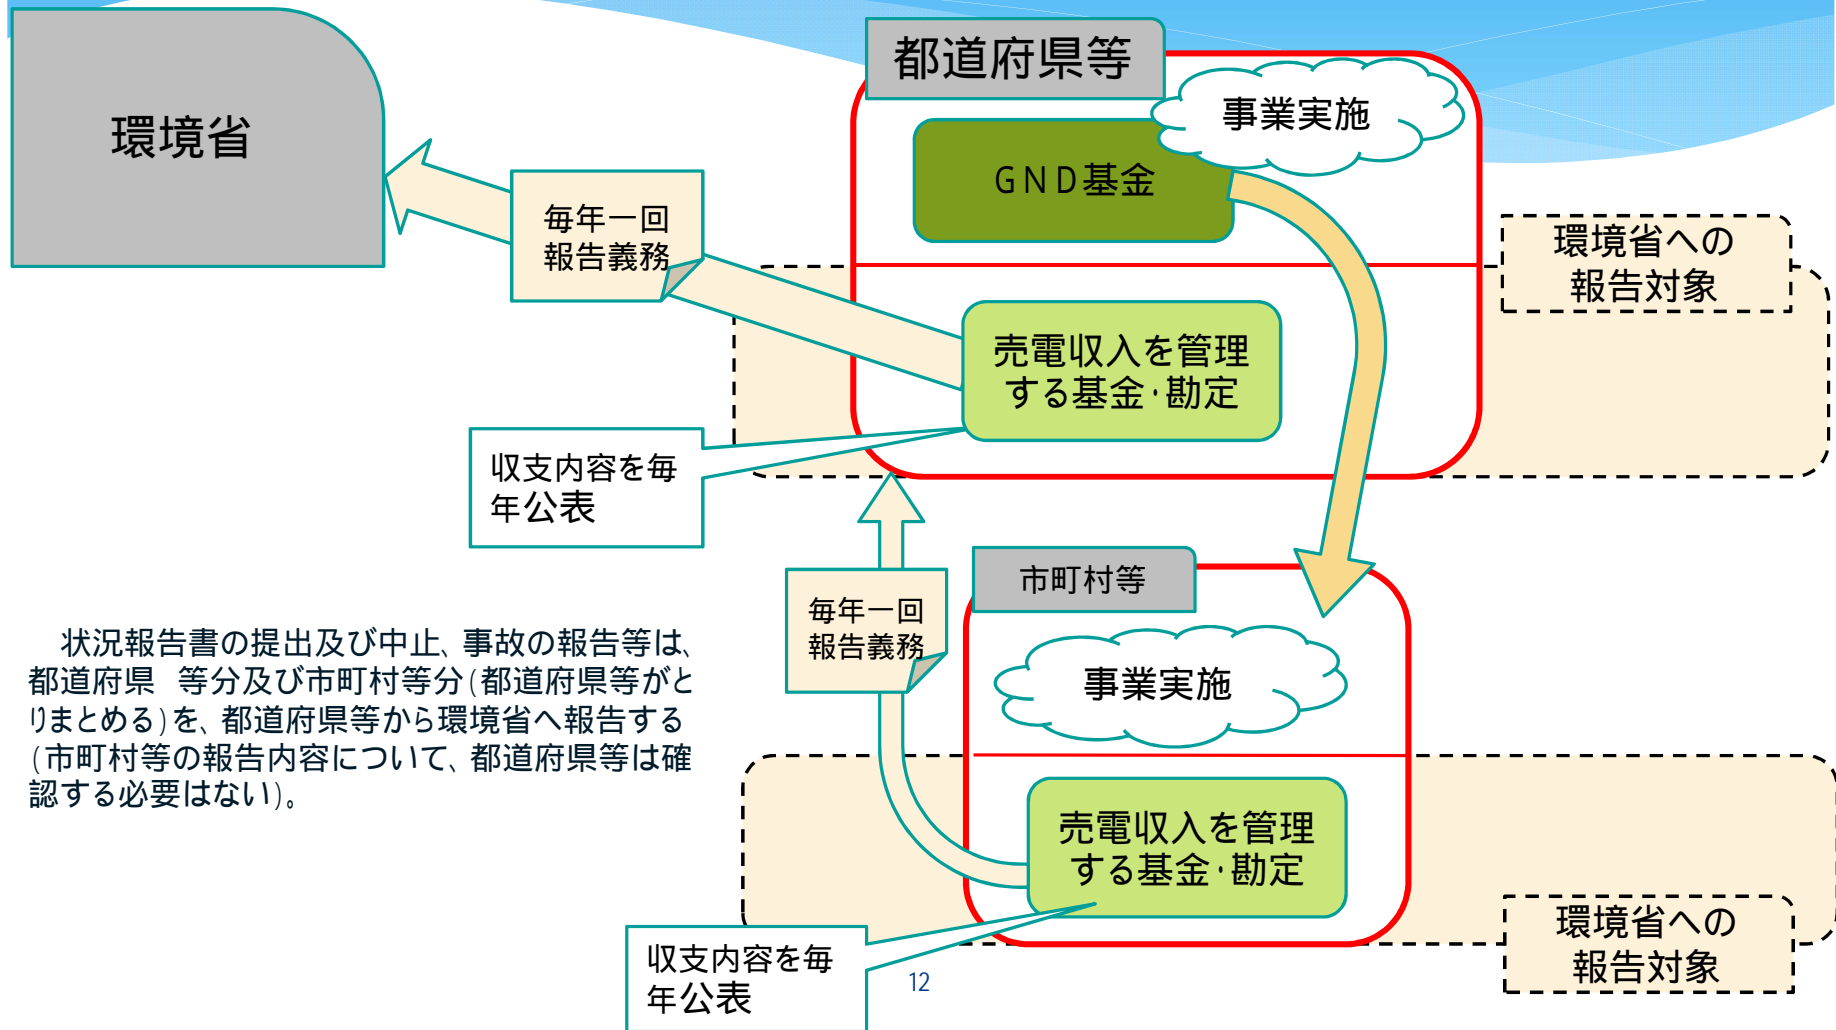 環境省
都道府県等
事業実施
GND基金
毎年一回
報告義務
環境省への
報告対象
売電収入を管理
する基金・勘定
収支内容を毎
年公表
市町村等
毎年一回
報告義務
事業実施
状況報告書の提出及び中止、事故の報告等は、
都道府県　等分及び市町村等分(都道府県等がと
りまとめる)を、都道府県等から環境省へ報告する
(市町村等の報告内容について、都道府県等は確
認する必要はない)。
売電収入を管理
する基金・勘定
環境省への
報告対象
収支内容を毎
年公表
12